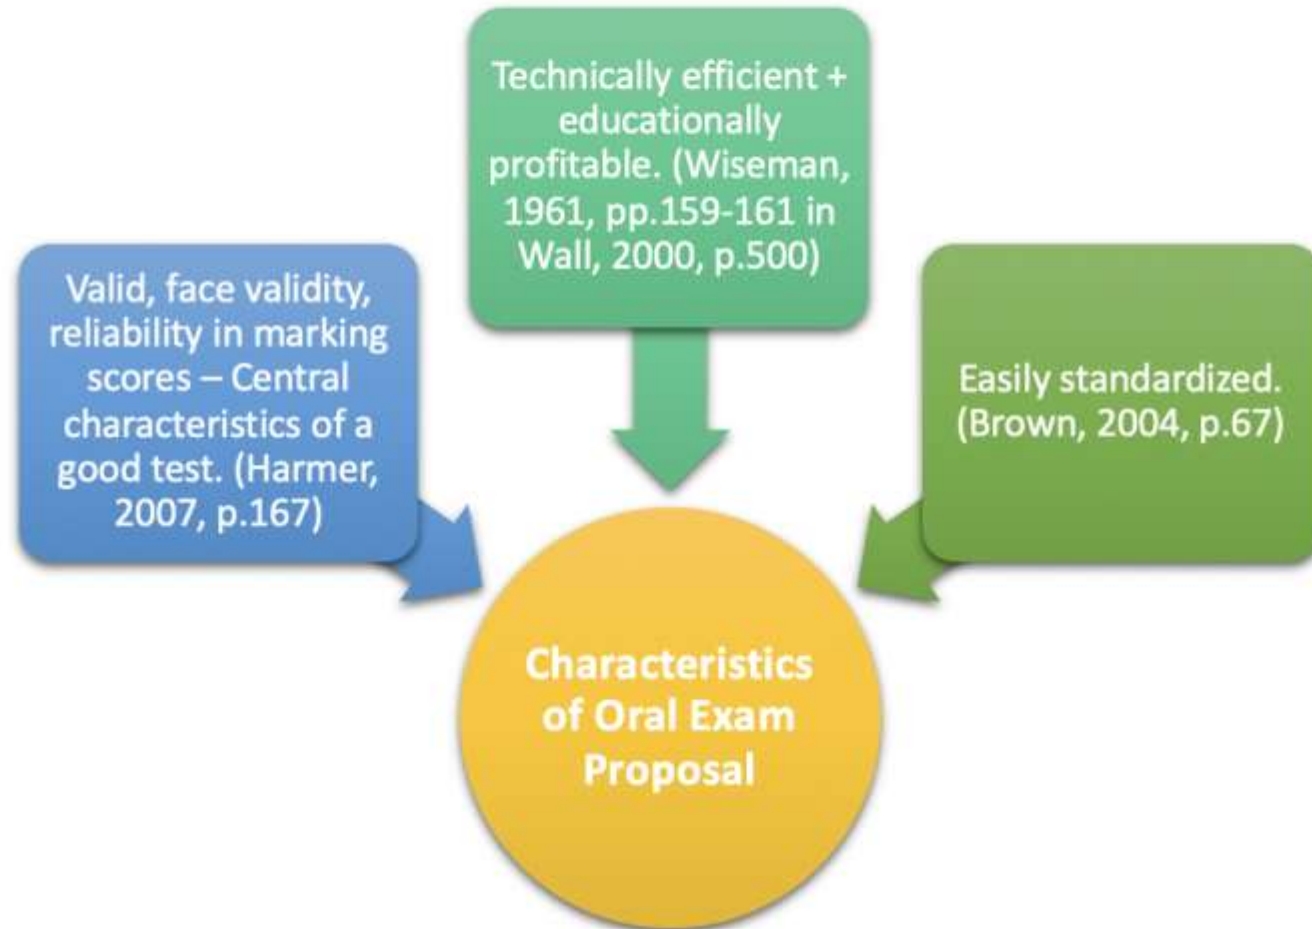 Technically efficient +
educationally
profitable. (Wiseman,
1961, pp.159-161 in
Wall, 2000, p.500)
Valid, face validity,
reliability in marking
scores – Central
characteristics of a
good test. (Harmer,
2007, p.167)
Easily standardized.
(Brown, 2004, p.67)
Characteristics
of Oral Exam
Proposal